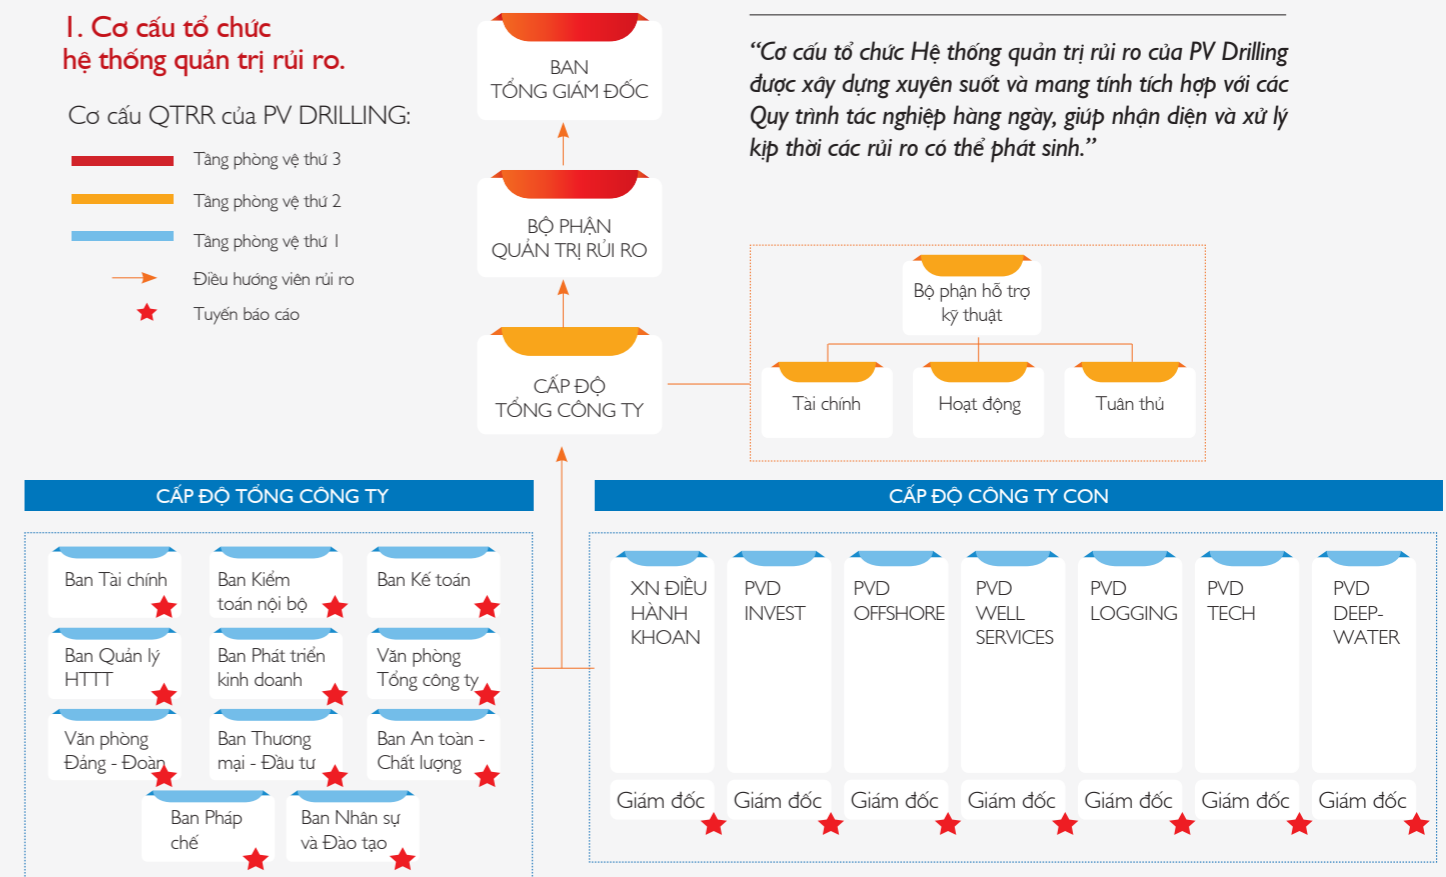 1. Cơ cấu tổ chức
hệ thống quản trị rủi ro.
Cơ cấu QTRR của PV DRILLING:
Tầng phòng vệ thứ 3
Tầng phòng vệ thứ 2
Tầng phòng vệ thứ 1
Điều hướng viên rủi ro
Tuyến báo cáo
BAN
TỔNG GIÁM ĐỐC
BỘ PHẬN
QUẢN TRỊ RỦI RO
CẤP ĐỘ
TỔNG CÔNG TY
“Cơ cấu tổ chức Hệ thống quản trị rủi ro của PV Drilling
được xây dựng xuyên suốt và mang tính tích hợp với các
Quy trình tác nghiệp hàng ngày, giúp nhận diện và xử lý
kịp thời các rủi ro có thể phát sinh.”
Bộ phận hỗ trợ
kỹ thuật
Tài chính
Hoạt động
Tuân thủ
CẤP ĐỘ TỔNG CÔNG TY
Ban Tài chính
Ban Kiểm
toán nội bộ
Ban Kế toán
Ban Quản lý
HTTT
Ban Phát triển
kinh doanh
Văn phòng
Tổng công ty
Văn phòng
Đảng - Đoàn
Ban Thương
mại - Đầu tư
Ban An toàn -
Chất lượng
Ban Pháp
chế
Ban Nhân sự
và Đào tạo
CẤP ĐỘ CÔNG TY CON
XN ĐIỀU
HÀNH
KHOAN
PVD
INVEST
PVD
OFFSHORE
PVD
WELL
SERVICES
PVD
LOGGING
PVD
TECH
PVD
DEEP-
WATER
Giám đốc
Giám đốc
Giám đốc
Giám đốc
Giám đốc
Giám đốc
Giám đốc